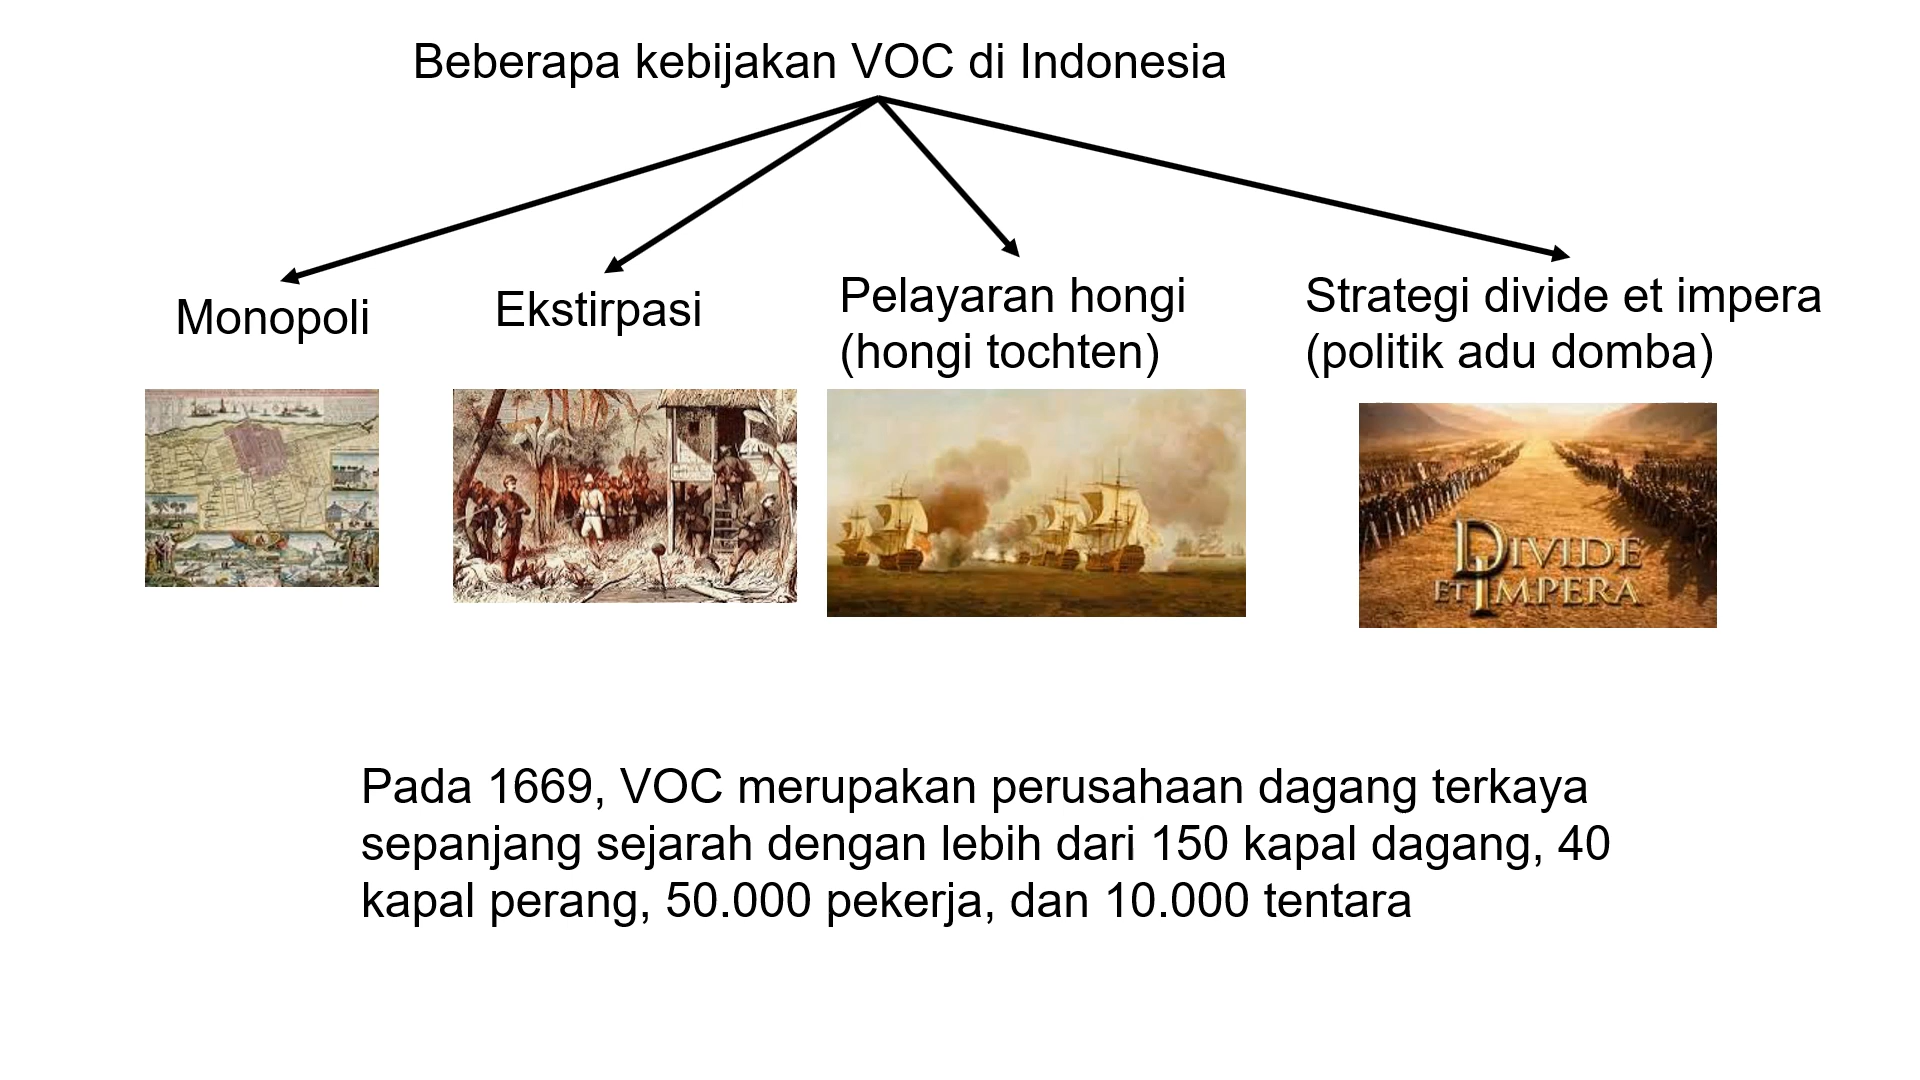 Beberapa kebijakan VOC di Indonesia
Monopoli
Ekstirpasi
Pelayaran hongi
(hongi tochten)
Strategi divide et impera
(politik adu domba)
DIVIDE
ET IMPERA
Pada 1669, VOC merupakan perusahaan dagang terkaya
sepanjang sejarah dengan lebih dari 150 kapal dagang, 40
kapal perang, 50.000 pekerja, dan 10.000 tentara